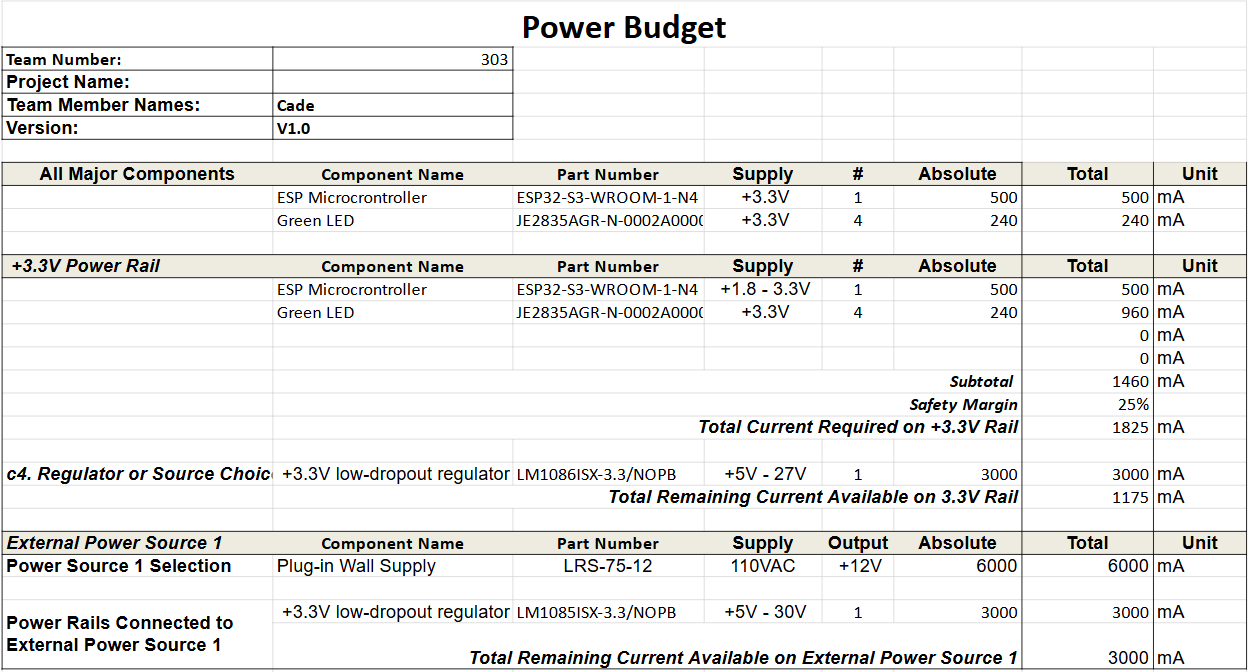 Power Budget
Team Number: 303
Project Name:
Team Member Names: Cade
Version: V1.0
All Major Components Component Name Part Number Supply # Absolute Total Unit
ESP Microcrontroller ESP32-S3-WROOM-1-N4 +3.3V 1 500 500 mA
Green LED JE2835AGR-N-0002A0000 +3.3V 4 240 240 mA
+3.3V Power Rail Component Name Part Number Supply # Absolute Total Unit
ESP Microcrontroller ESP32-S3-WROOM-1-N4 +1.8 - 3.3V 1 500 500 mA
Green LED JE2835AGR-N-0002A0000 +3.3V 4 240 960 mA
0 mA
0 mA
Subtotal 1460 mA
Safety Margin 25%
Total Current Required on +3.3V Rail 1825 mA
c4. Regulator or Source Choic +3.3V low-dropout regulator LM1086ISX-3.3/NOPB +5V - 27V 1 3000 3000 mA
Total Remaining Current Available on 3.3V Rail 1175 mA
External Power Source 1 Component Name Part Number Supply Output Absolute Total Unit
Power Source 1 Selection Plug-in Wall Supply LRS-75-12 110VAC +12V 6000 6000 mA
+3.3V low-dropout regulator LM1085ISX-3.3/NOPB +5V - 30V 1 3000 3000 mA
Power Rails Connected to
External Power Source 1
Total Remaining Current Available on External Power Source 1 3000 mA